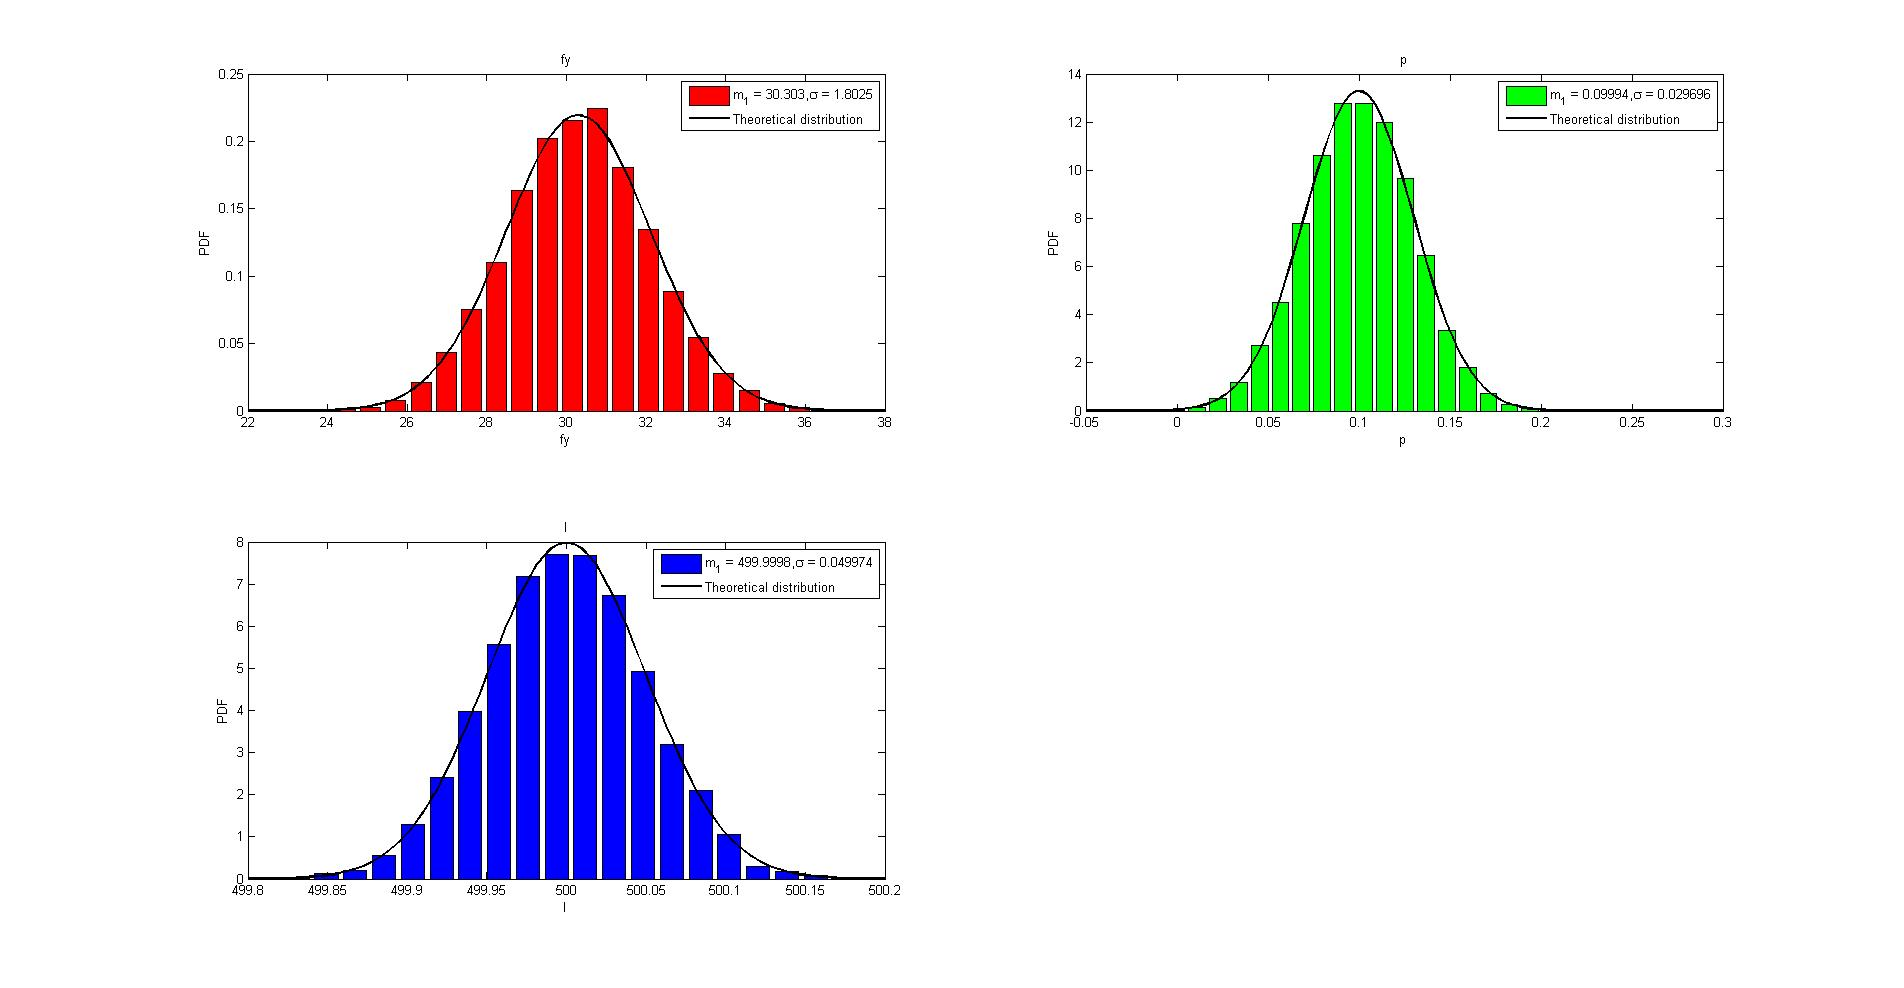 fy
0.25
0.2
0.15
0.1
0.05
0
PDF
22 24 26 28 30 32 34 36 38
fy
m1 = 30.303,σ = 1.8025
Theoretical distribution
p
14
12
10
8
6
4
2
0
PDF
-0.05 0 0.05 0.1 0.15 0.2 0.25 0.3
p
m1 = 0.09994,σ = 0.029696
Theoretical distribution
l
8
7
6
5
4
3
2
1
0
PDF
499.8 499.85 499.9 499.95 500 500.05 500.1 500.15 500.2
l
m1 = 499.9998,σ = 0.049974
Theoretical distribution